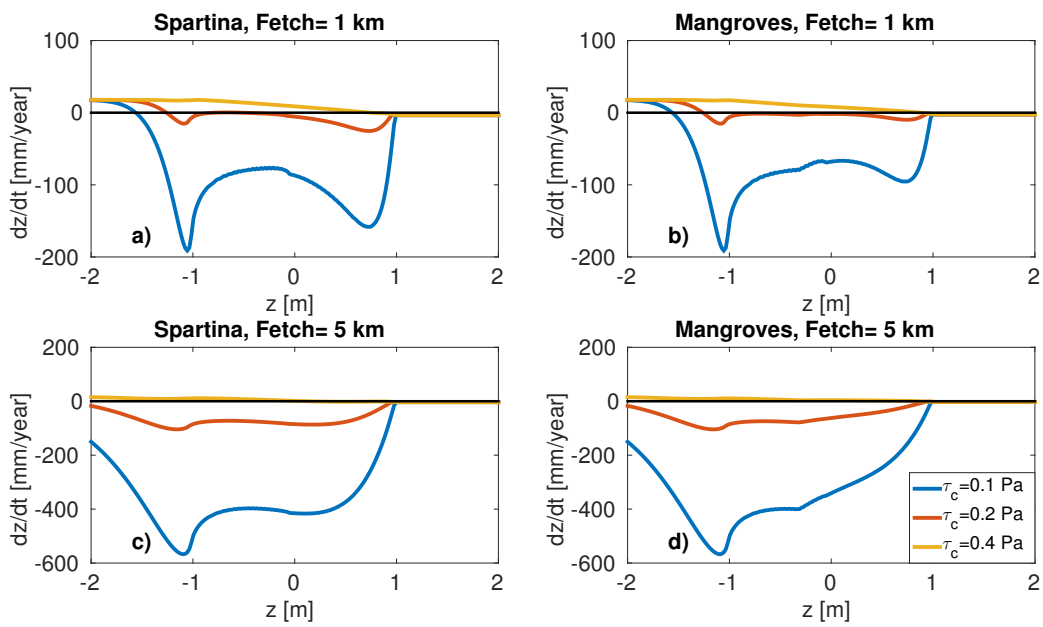 Spartina, Fetch= 1 km
100
0
-100
-200
dz/dt [mm/year]
a)
-2
-1
0
1
2
z [m]
Mangroves, Fetch= 1 km
100
0
-100
-200
dz/dt [mm/year]
b)
-2
-1
0
1
2
z [m]
Spartina, Fetch= 5 km
200
0
-200
-400
-600
dz/dt [mm/year]
c)
-2
-1
0
1
2
z [m]
Mangroves, Fetch= 5 km
200
0
-200
-400
-600
dz/dt [mm/year]
d)
τc=0.1 Pa
τc=0.2 Pa
τc=0.4 Pa
-2
-1
0
1
2
z [m]